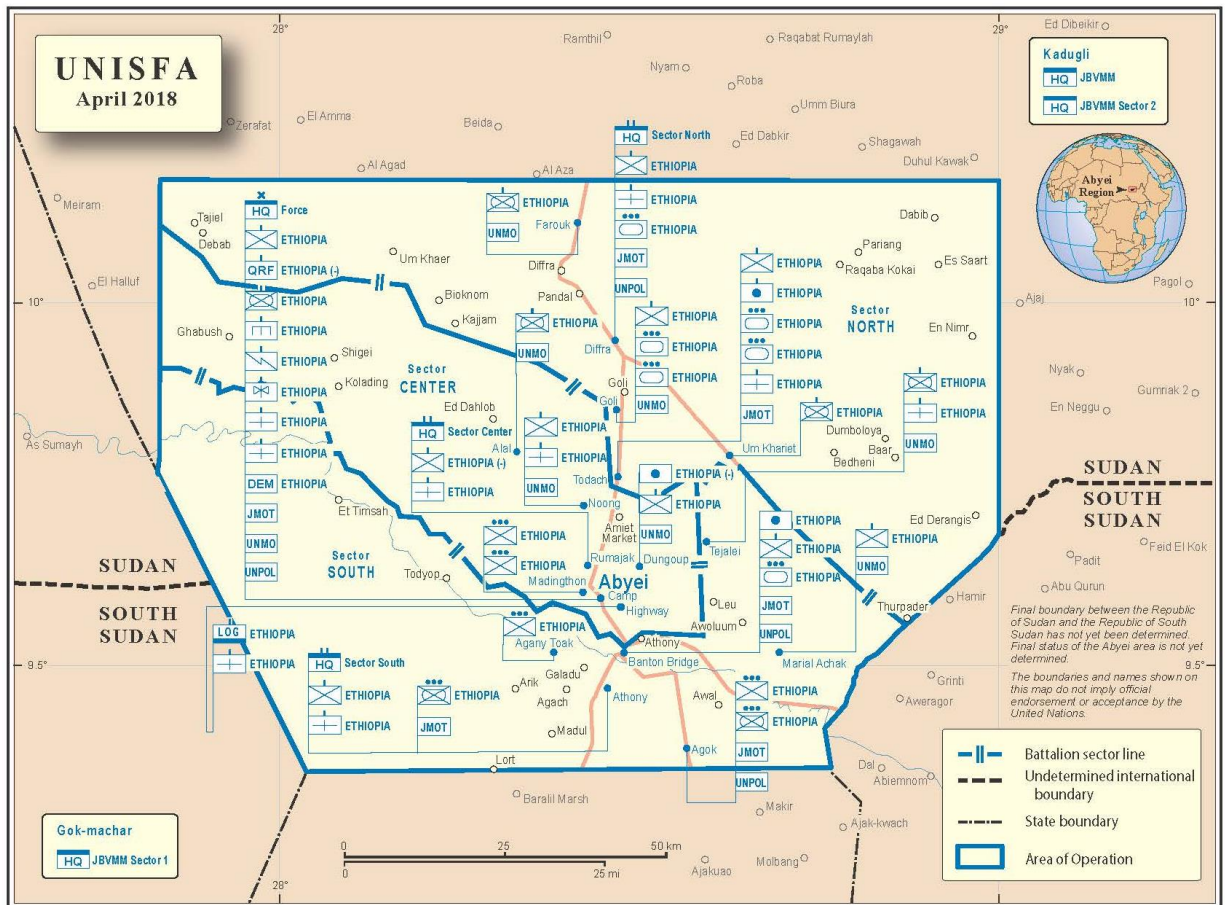 UNISFA
April 2018
28°
29°
Ed Dibeikir
Ramthil
Raqabat Rumaylah
Nyam
Roba
Umm Biura
Zerafat
El Amma
Beida
Ed Dabkir
Shagawah
Duhul Kawak
Al Agad
Al Aza
Meiram
El Halluf
Kadugli
HQ JBVMM
HQ JBVMM Sector 2
Abyei
Region
HQ Sector North
ETHIOPIA
ETHIOPIA
ETHIOPIA
JMOT
UNPOL
HQ Force
ETHIOPIA
QRF ETHIOPIA (-)
ETHIOPIA
ETHIOPIA
ETHIOPIA
ETHIOPIA
ETHIOPIA
ETHIOPIA
DEM ETHIOPIA
JMOT
UNMO
UNPOL
ETHIOPIA
UNMO
Farouk
Tajiel
Debab
Um Khaer
Diffra
Pandal
Bioknom
Kajjam
Ghabush
Shigei
Kolading
Dabib
Pariang
Raqaba Kokai
Es Saart
Pagol
Ajaj
10°
10°
En Nimr
Sector
NORTH
ETHIOPIA
ETHIOPIA
ETHIOPIA
ETHIOPIA
ETHIOPIA
JMOT
ETHIOPIA
ETHIOPIA
ETHIOPIA
UNMO
ETHIOPIA
UNMO
Diffra
Goli
Goli
Sector
CENTER
Ed Dahlob
HQ Sector Center
ETHIOPIA (-)
ETHIOPIA
Alal
ETHIOPIA
ETHIOPIA
UNMO
Noong
Todach
Amiet
Market
ETHIOPIA
Um Khariet
ETHIOPIA
ETHIOPIA
UNMO
Dumboloya
Baar
Bedheni
Nyak
Gumriak 2
En Neggu
As Sumayh
SUDAN
SOUTH
SUDAN
ETHIOPIA (-)
ETHIOPIA
UNMO
Dungoup
Tejalei
ETHIOPIA
ETHIOPIA
ETHIOPIA
JMOT
UNPOL
ETHIOPIA
UNMO
Ed Derangis
Feid El Kok
Padit
Abu Qurun
Hamir
Thurpader
Et Timsah
Sector
SOUTH
Todyop
ETHIOPIA
ETHIOPIA
Rumajak
Madingthon
Abyei
Camp
Highway
Leu
Awoluum
Athony
Banton Bridge
Marial Achak
SUDAN
SOUTH
SUDAN
LOG ETHIOPIA
ETHIOPIA
ETHIOPIA
Agany Toak
Galadu
Arik
Agach
Madul
Athony
Awal
Agok
Lort
HQ Sector South
ETHIOPIA
ETHIOPIA
ETHIOPIA
JMOT
ETHIOPIA
ETHIOPIA
JMOT
UNPOL
9.5°
9.5°
Grinti
Aweragor
Dal
Abiemnom
Makir
Ajak-kwach
Molbang
Ajakuao
Baralil Marsh
Final boundary between the Republic
of Sudan and the Republic of South
Sudan has not yet been determined.
Final status of the Abyei area is not yet
determined.
The boundaries and names shown on
this map do not imply official
endorsement or acceptance by the
United Nations.
Battalion sector line
Undetermined international
boundary
State boundary
Area of Operation
Gok-machar
HQ JBVMM Sector 1
0 25 50 km
0 25 mi
28°